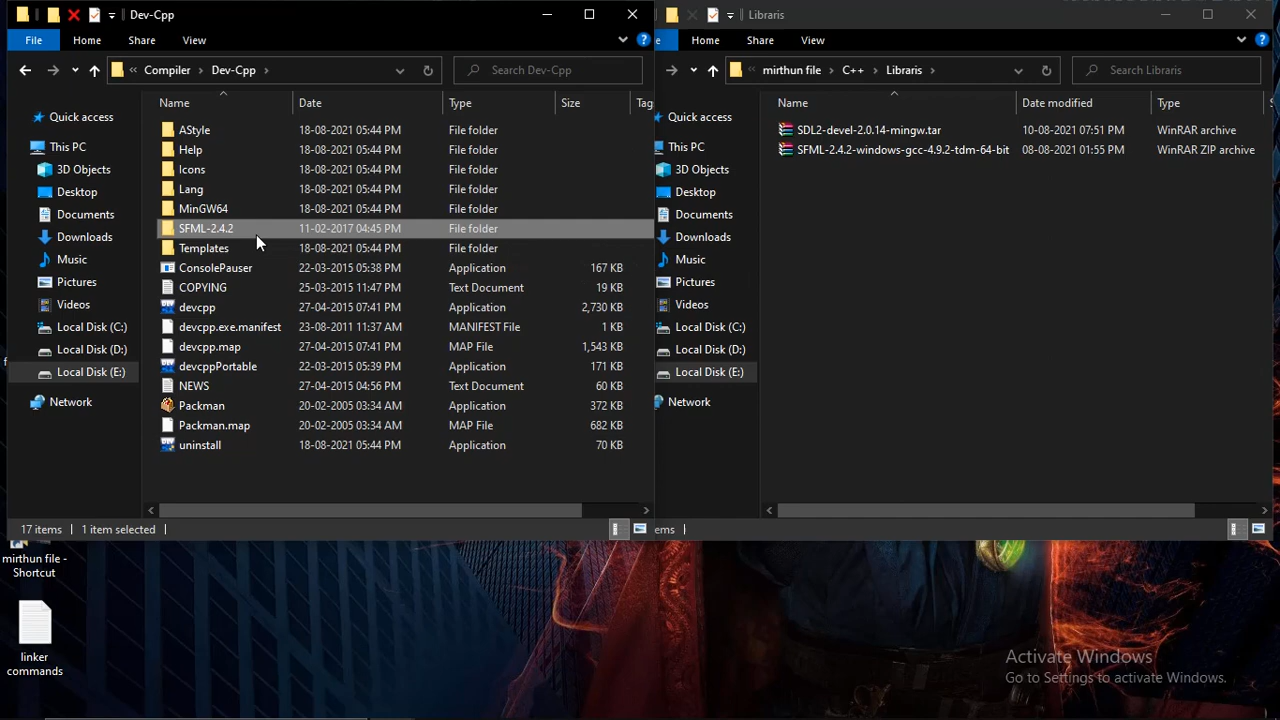 Dev-Cpp
File Home Share View
Compiler Dev-Cpp
Search Dev-Cpp
Name Date Type Size Tag
Quick access
This PC
3D Objects
Desktop
Documents
Downloads
Music
Pictures
Videos
Local Disk (C:)
Local Disk (D:)
Local Disk (E:)
Network
AStyle 18-08-2021 05:44 PM File folder
Help 18-08-2021 05:44 PM File folder
Icons 18-08-2021 05:44 PM File folder
Lang 18-08-2021 05:44 PM File folder
MinGW64 18-08-2021 05:44 PM File folder
SFML-2.4.2 11-02-2017 04:45 PM File folder
Templates 18-08-2021 05:44 PM File folder
ConsolePauser 22-03-2015 05:38 PM Application 167 KB
COPYING 25-03-2015 11:47 PM Text Document 19 KB
devcpp 27-04-2015 07:41 PM Application 2,730 KB
devcpp.exe.manifest 23-08-2011 11:37 AM MANIFEST File 1 KB
devcpp.map 27-04-2015 07:41 PM MAP File 1,543 KB
devcppPortable 22-03-2015 05:39 PM Application 171 KB
NEWS 27-04-2015 04:56 PM Text Document 60 KB
Packman 20-02-2005 03:34 AM Application 372 KB
Packman.map 20-02-2005 03:34 AM MAP File 682 KB
uninstall 18-08-2021 05:44 PM Application 70 KB
17 items 1 item selected
Libraris
e Home Share View
mirthun file C++ Libraris
Search Libraris
Name Date modified Type S
Quick access
This PC
3D Objects
Desktop
Documents
Downloads
Music
Pictures
Videos
Local Disk (C:)
Local Disk (D:)
Local Disk (E:)
Network
SDL2-devel-2.0.14-mingw.tar 10-08-2021 07:51 PM WinRAR archive
SFML-2.4.2-windows-gcc-4.9.2-tdm-64-bit 08-08-2021 01:55 PM WinRAR ZIP archive
ems
mirthun file -
Shortcut
linker
commands
Activate Windows
Go to Settings to activate Windows.